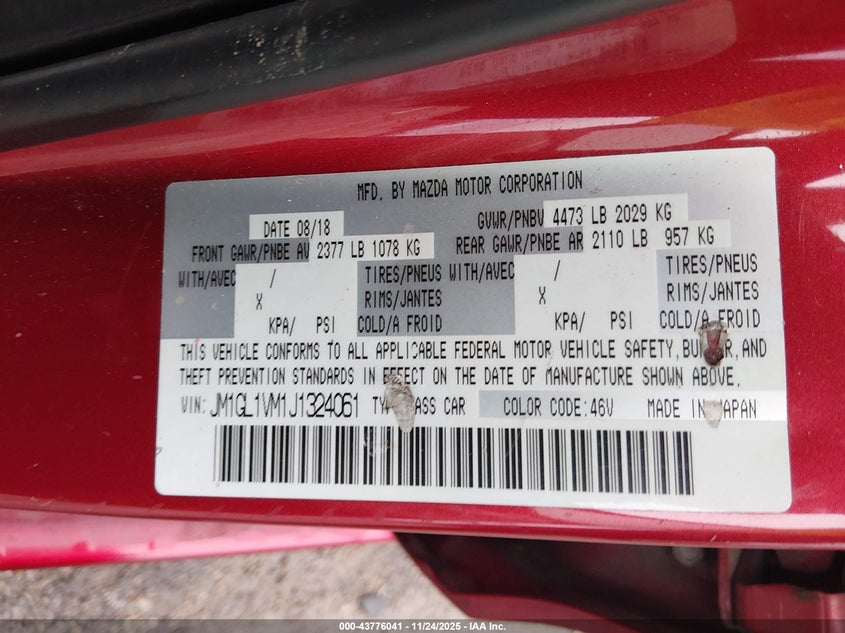 MFD. BY MAZDA MOTOR CORPORATION
DATE 08/18 GVWR/PNBV 4473 LB 2029 KG
FRONT GAWR/PNBE AV 2377 LB 1078 KG REAR GAWR/PNBE AR 2110 LB 957 KG
WITH/AVEC / TIRES/PNEUS WITH/AVEC / TIRES/PNEUS
X RIMS/JANTES X RIMS/JANTES
KPA/ PSI COLD/A FROID KPA/ PSI COLD/A FROID
THIS VEHICLE CONFORMS TO ALL APPLICABLE FEDERAL MOTOR VEHICLE SAFETY, AND
THEFT PREVENTION STANDARDS IN EFFECT ON THE DATE OF MANUFACTURE SHOWN ABOVE.
VIN: JM1GL1VM1J1324061 CAR COLOR CODE:46V MADE IN JAPAN
000-43776041 - 11/24/2025 - IAA Inc.